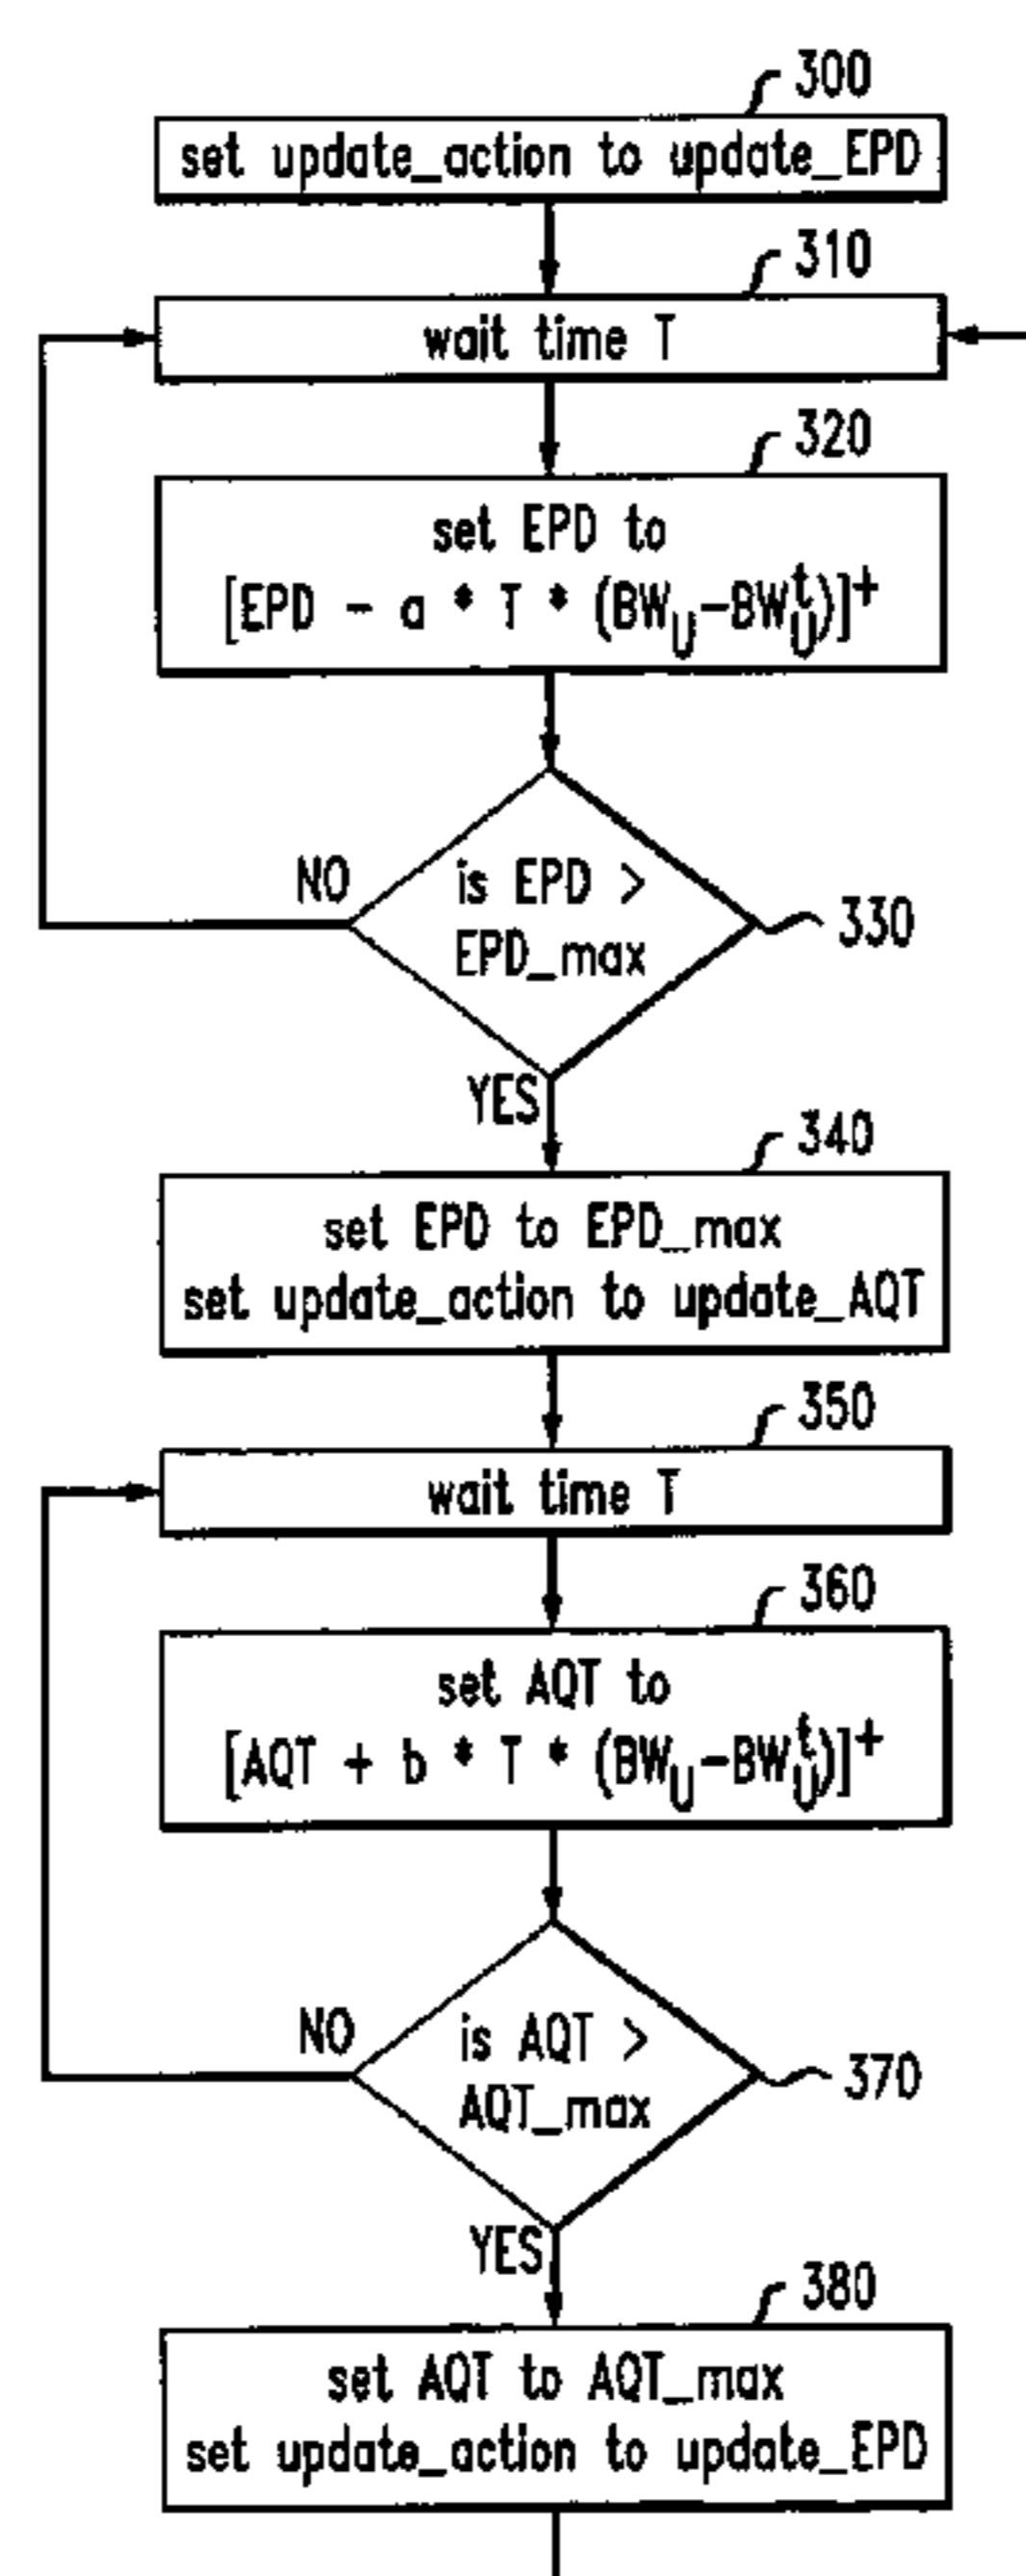 300
set update_action to update_EPD
310
wait time T
320
set EPD to
[EPD - a * T * (BW_U-BW_U^t)]^+
NO
is EPD >
EPD_max
330
YES
340
set EPD to EPD_max
set update_action to update_AQT
350
wait time T
360
set AQT to
[AQT + b * T * (BW_U-BW_U^t)]^+
NO
is AQT >
AQT_max
370
YES
380
set AQT to AQT_max
set update_action to update_EPD